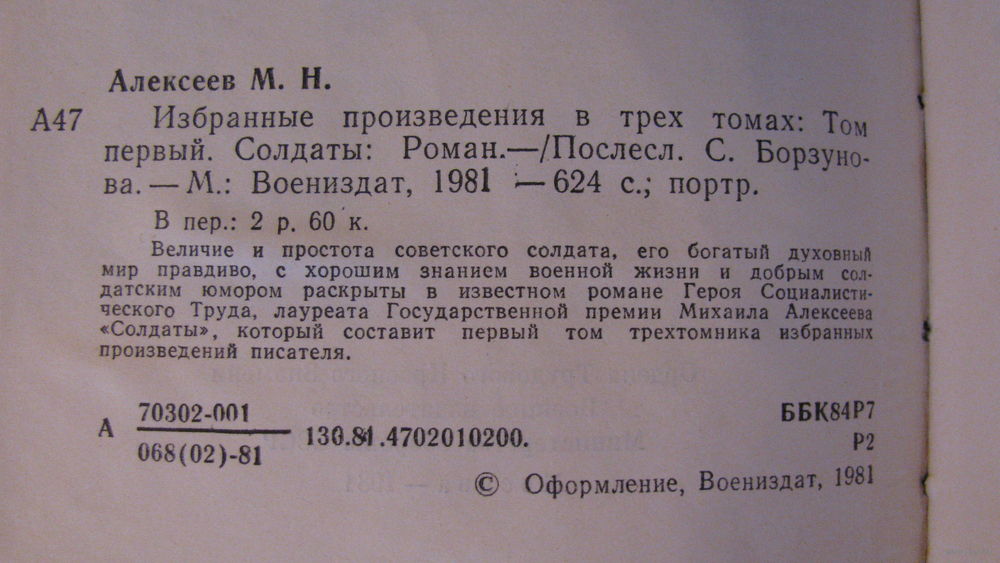 Алексеев М. Н.
А47 Избранные произведения в трех томах: Том
первый. Солдаты: Роман.—/Послесл. С. Борзуно-
ва. — М.: Воениздат, 1981 — 624 с.; портр.
В пер.: 2 р. 60 к.
Величие и простота советского солдата, его богатый духовный
мир правдиво, с хорошим знанием военной жизни и добрым сол-
датским юмором раскрыты в известном романе Героя Социалисти-
ческого Труда, лауреата Государственной премии Михаила Алексеева
«Солдаты», который составит первый том трехтомника избранных
произведений писателя.
А 70302-001
068(02)-81
130.81.4702010200.
ББК84Р7
Р2
© Оформление, Воениздат, 1981